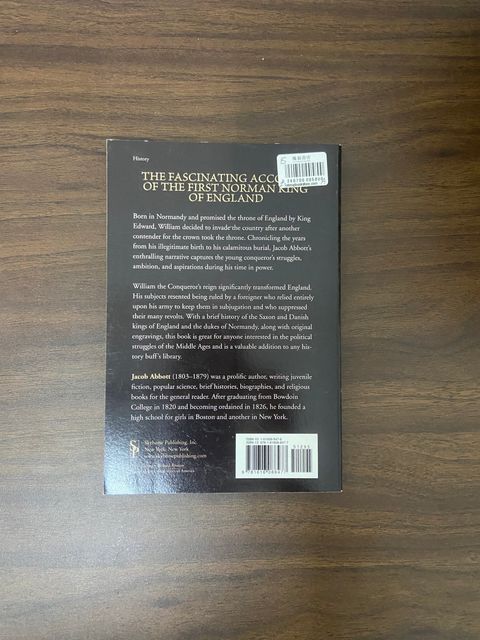 History
THE FASCINATING ACCO
OF THE FIRST NORMAN KING
OF ENGLAND
Born in Normandy and promised the throne of England by King
Edward, William decided to invade the country after another
contender for the crown took the throne. Chronicling the years
from his illegitimate birth to his calamitous burial, Jacob Abbott's
enthralling narrative captures the young conqueror's struggles,
ambition, and aspirations during his time in power.
William the Conqueror's reign significantly transformed England.
His subjects resented being ruled by a foreigner who relied entirely
upon his army to keep them in subjugation and who suppressed
their many revolts. With a brief history of the Saxon and Danish
kings of England and the dukes of Normandy, along with original
engravings, this book is great for anyone interested in the political
struggles of the Middle Ages and is a valuable addition to any his-
tory buff's library.
Jacob Abbott (1803–1879) was a prolific author, writing juvenile
fiction, popular science, brief histories, biographies, and religious
books for the general reader. After graduating from Bowdoin
College in 1820 and becoming ordained in 1826, he founded a
high school for girls in Boston and another in New York.
Skyhorse Publishing, Inc.
New York, New York
www.skyhorsepublishing.com